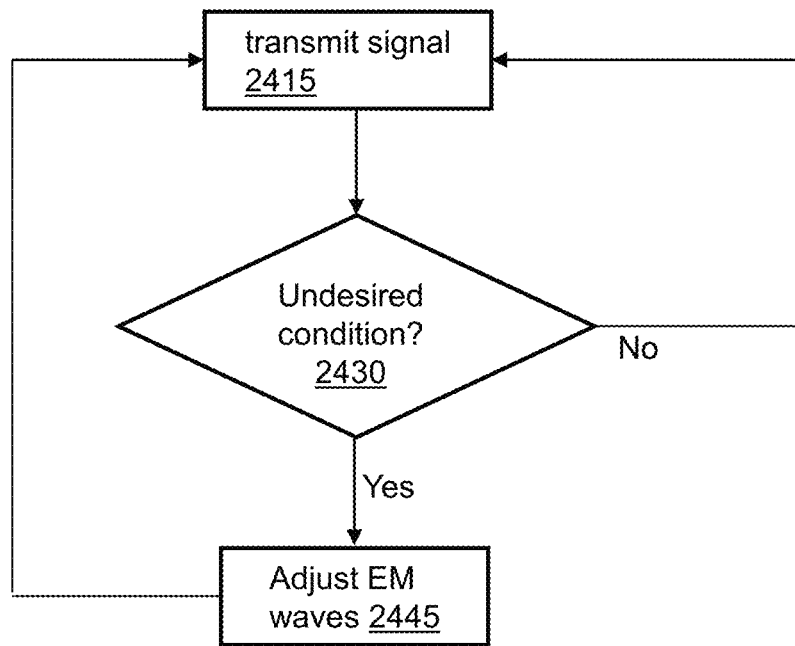 transmit signal
2415
Undesired
condition?
2430
No
Yes
Adjust EM
waves 2445